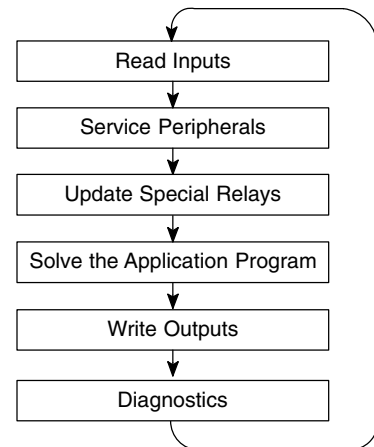 Read Inputs
Service Peripherals
Update Special Relays
Solve the Application Program
Write Outputs
Diagnostics